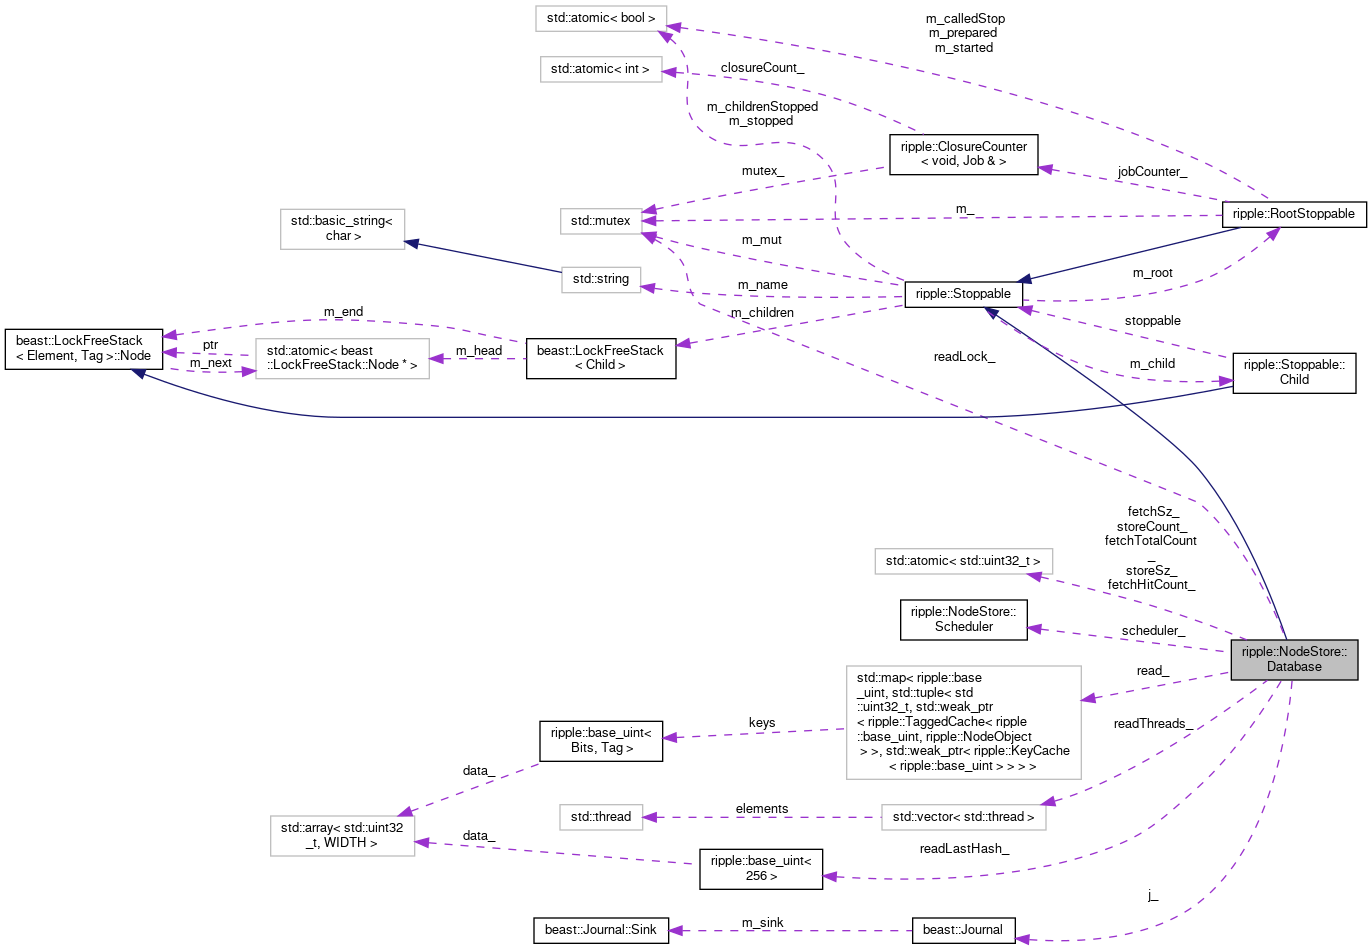 std::atomic< bool >
m_calledStop
m_prepared
m_started
std::atomic< int >
closureCount_
m_childrenStopped
m_stopped
ripple::ClosureCounter
< void, Job & >
mutex_
jobCounter_
std::basic_string<
char >
std::mutex
m_
ripple::RootStoppable
m_mut
std::string
m_name
ripple::Stoppable
m_root
m_end
m_children
stoppable
beast::LockFreeStack
< Element, Tag >::Node
ptr
m_next
std::atomic< beast
::LockFreeStack::Node * >
m_head
beast::LockFreeStack
< Child >
readLock_
m_child
ripple::Stoppable::
Child
fetchSz_
storeCount_
fetchTotalCount
_
storeSz_
fetchHitCount_
std::atomic< std::uint32_t >
ripple::NodeStore::
Scheduler
scheduler_
ripple::NodeStore::
Database
read_
std::map< ripple::base
_uint, std::tuple< std
::uint32_t, std::weak_ptr
< ripple::TaggedCache< ripple
::base_uint, ripple::NodeObject
> >, std::weak_ptr< ripple::KeyCache
< ripple::base_uint > > > >
keys
ripple::base_uint<
Bits, Tag >
readThreads_
data_
std::thread
elements
std::vector< std::thread >
std::array< std::uint32
_t, WIDTH >
data_
ripple::base_uint<
256 >
readLastHash_
j_
beast::Journal::Sink
m_sink
beast::Journal